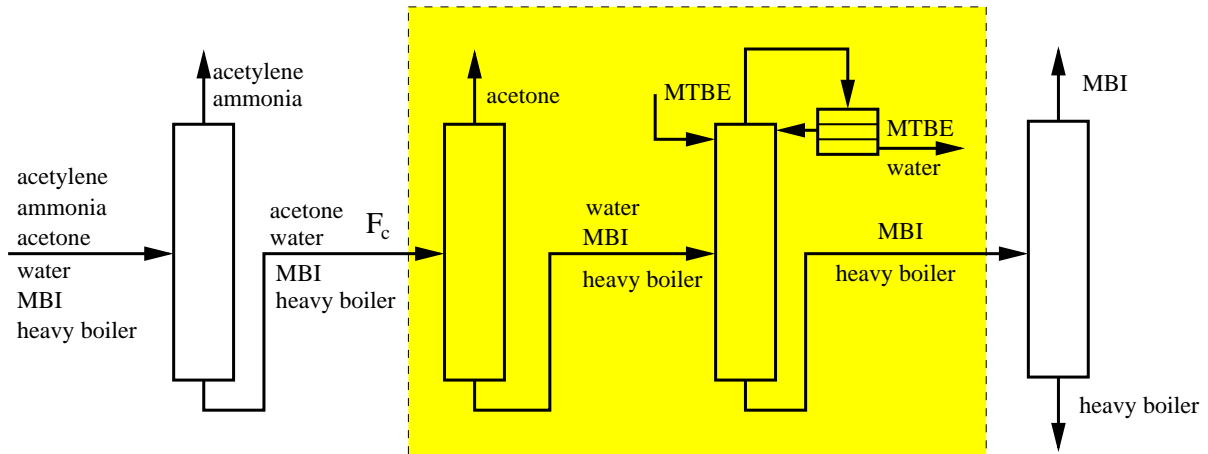 acetylene
ammonia
acetone
MTBE
MTBE
water
MBI
acetylene
ammonia
acetone
water
MBI
heavy boiler
acetone
water
MBI
heavy boiler
F_c
water
MBI
heavy boiler
MBI
heavy boiler
heavy boiler